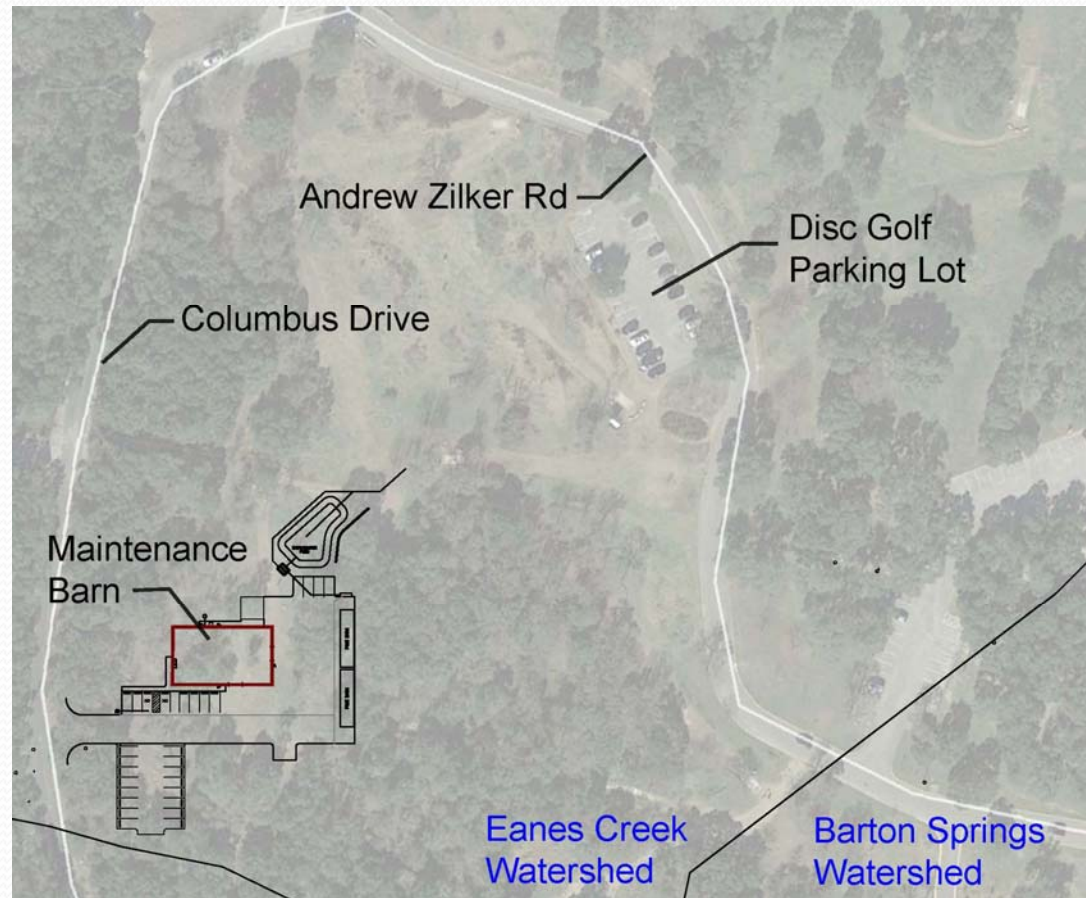 Andrew Zilker Rd
Disc Golf
Parking Lot
Columbus Drive
Maintenance
Barn
Eanes Creek
Watershed
Barton Springs
Watershed